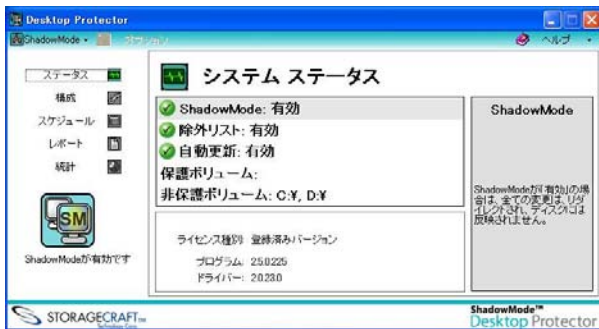 Desktop Protector
ShadowMode
ヘルプ
ステータス
構成
スケジュール
レポート
統計
SM
ShadowModeが有効です
システム ステータス
ShadowMode: 有効
除外リスト: 有効
自動更新: 有効
保護ボリューム:
非保護ボリューム: C:¥, D:¥
ライセンス種別: 登録済みバージョン
プログラム: 2.5.0.225
ドライバー: 2.0.23.0
ShadowMode
ShadowModeが「有効」の場
合は、全ての変更は、リダ
イレクトされ、ディスクには
反映されません。
STORAGECRAFT™
Technology Corp.
ShadowMode™
Desktop Protector